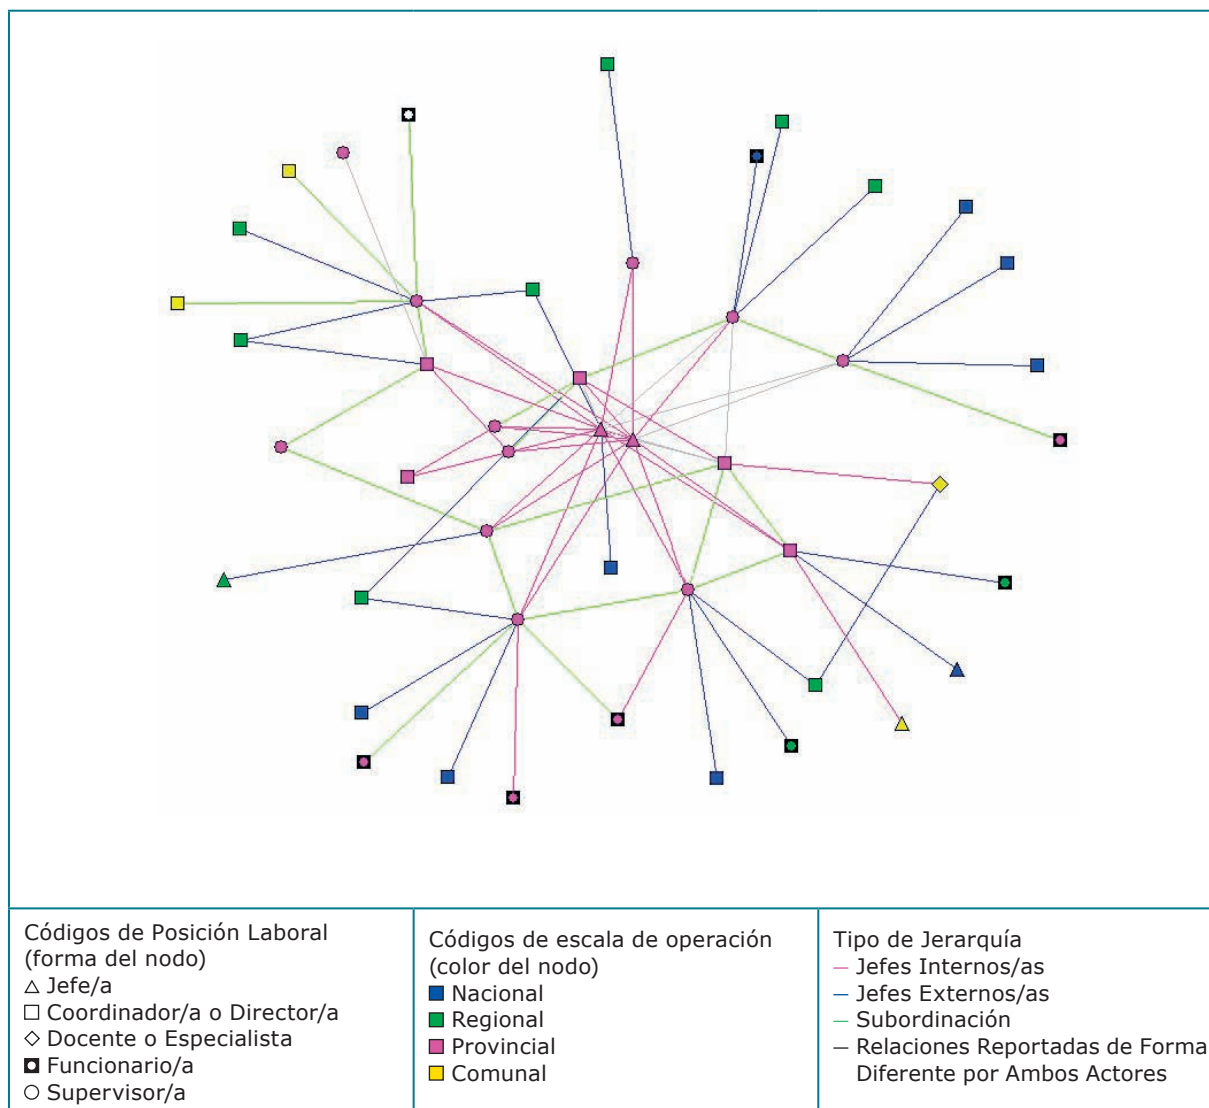 Códigos de Posición Laboral
(forma del nodo)
Jefe/a
Coordinador/a o Director/a
Docente o Especialista
Funcionario/a
Supervisor/a
Códigos de escala de operación
(color del nodo)
Nacional
Regional
Provincial
Comunal
Tipo de Jerarquía
Jefes Internos/as
Jefes Externos/as
Subordinación
Relaciones Reportadas de Forma
Diferente por Ambos Actores